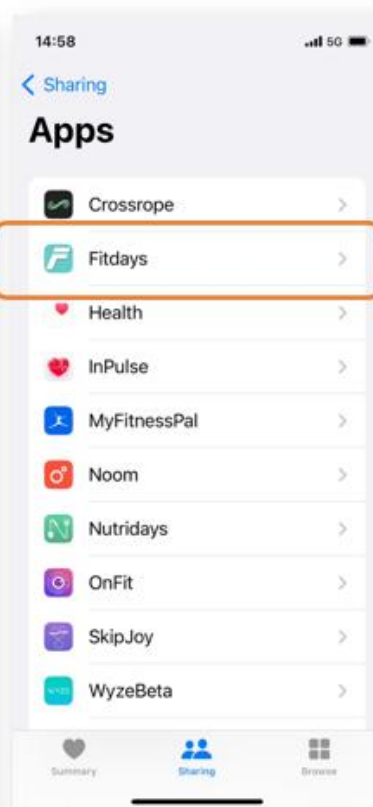 14:58
5G
Sharing
Apps
Crossrope
Fitdays
Health
InPulse
MyFitnessPal
Noom
Nutridays
OnFit
SkipJoy
WyzeBeta
Summary
Sharing
Browse